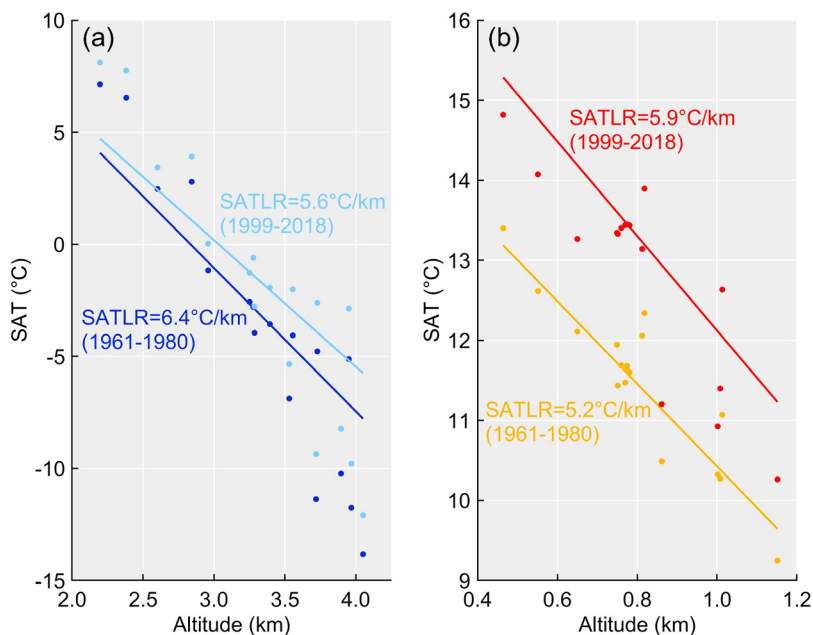 (a)
SAT (°C)
10
5
0
-5
-10
-15
SATLR=5.6°C/km
(1999-2018)
SATLR=6.4°C/km
(1961-1980)
2.0
2.5
3.0
3.5
4.0
Altitude (km)
(b)
SAT (°C)
16
15
14
13
12
11
10
9
SATLR=5.9°C/km
(1999-2018)
SATLR=5.2°C/km
(1961-1980)
0.4
0.6
0.8
1.0
1.2
Altitude (km)